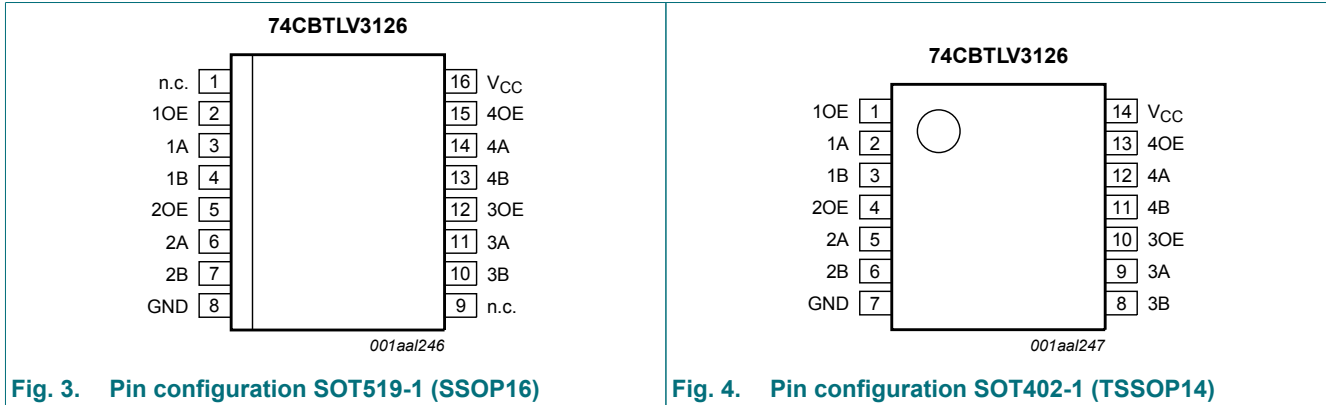 74CBTLV3126
n.c. 1
16 VCC
1OE 2
15 4OE
1A 3
14 4A
1B 4
13 4B
2OE 5
12 3OE
2A 6
11 3A
2B 7
10 3B
GND 8
9 n.c.
001aal246
Fig. 3. Pin configuration SOT519-1 (SSOP16)
74CBTLV3126
1OE 1
14 VCC
1A 2
13 4OE
1B 3
12 4A
2OE 4
11 4B
2A 5
10 3OE
2B 6
9 3A
GND 7
8 3B
001aal247
Fig. 4. Pin configuration SOT402-1 (TSSOP14)